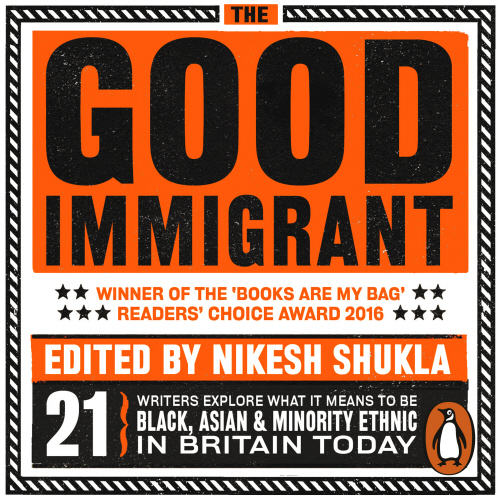 THE
GOOD
IMMIGRANT
WINNER OF THE 'BOOKS ARE MY BAG'
READERS' CHOICE AWARD 2016
EDITED BY NIKESH SHUKLA
21
WRITERS EXPLORE WHAT IT MEANS TO BE
BLACK, ASIAN & MINORITY ETHNIC
IN BRITAIN TODAY